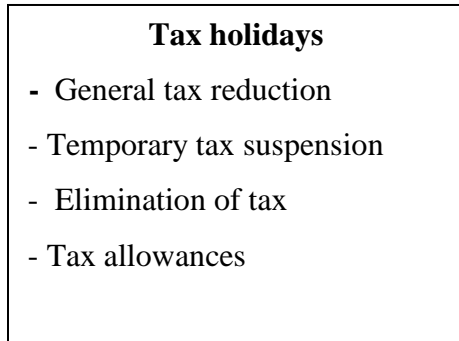 Tax holidays
- General tax reduction
- Temporary tax suspension
- Elimination of tax
- Tax allowances